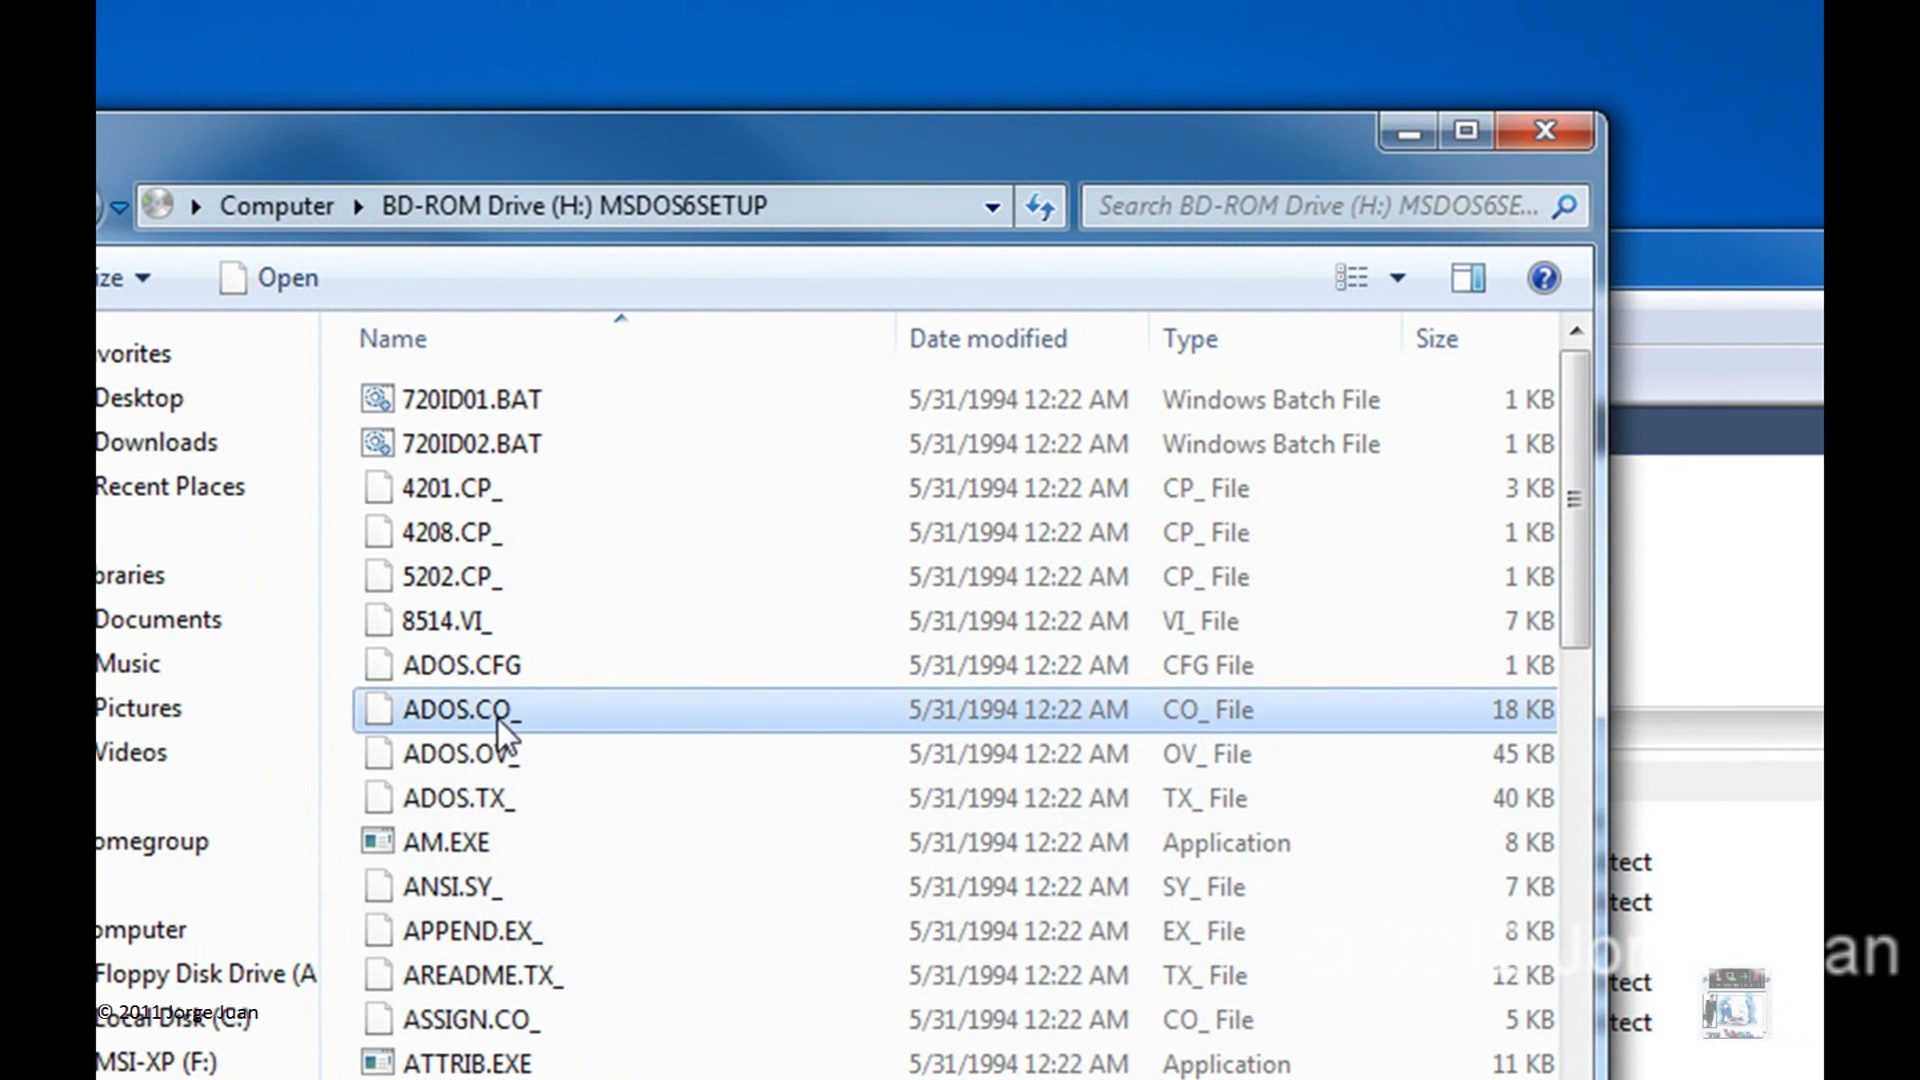 Computer BD-ROM Drive (H:) MSDOS6SETUP Search BD-ROM Drive (H:) MSDOS6SE...
ize Open
Name Date modified Type Size
vorites
Desktop
Downloads
Recent Places
oraries
Documents
Music
Pictures
Videos
omegroup
omputer
Floppy Disk Drive (A
Local Disk (C:)
MSI-XP (F:)
720ID01.BAT 5/31/1994 12:22 AM Windows Batch File 1 KB
720ID02.BAT 5/31/1994 12:22 AM Windows Batch File 1 KB
4201.CP_ 5/31/1994 12:22 AM CP_ File 3 KB
4208.CP_ 5/31/1994 12:22 AM CP_ File 1 KB
5202.CP_ 5/31/1994 12:22 AM CP_ File 1 KB
8514.VI_ 5/31/1994 12:22 AM VI_ File 7 KB
ADOS.CFG 5/31/1994 12:22 AM CFG File 1 KB
ADOS.CO_ 5/31/1994 12:22 AM CO_ File 18 KB
ADOS.OV_ 5/31/1994 12:22 AM OV_ File 45 KB
ADOS.TX_ 5/31/1994 12:22 AM TX_ File 40 KB
AM.EXE 5/31/1994 12:22 AM Application 8 KB
ANSI.SY_ 5/31/1994 12:22 AM SY_ File 7 KB
APPEND.EX_ 5/31/1994 12:22 AM EX_ File 8 KB
AREADME.TX_ 5/31/1994 12:22 AM TX_ File 12 KB
ASSIGN.CO_ 5/31/1994 12:22 AM CO_ File 5 KB
ATTRIB.EXE 5/31/1994 12:22 AM Application 11 KB
tect
tect
tect
tect
© 2011 Jorge Juan